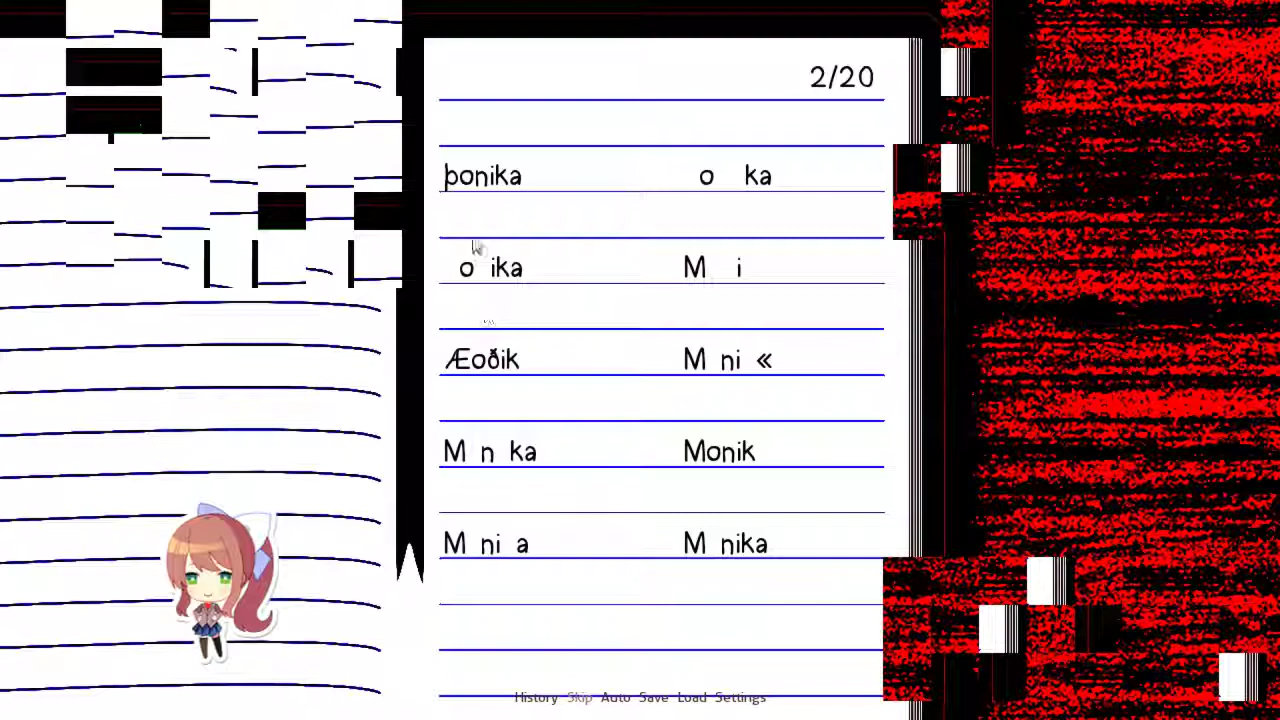 2/20
þonika o ka
o ika M i
Æoðik M ni «
M n ka Monik
M ni a M nika
History Skip Auto Save Load Settings